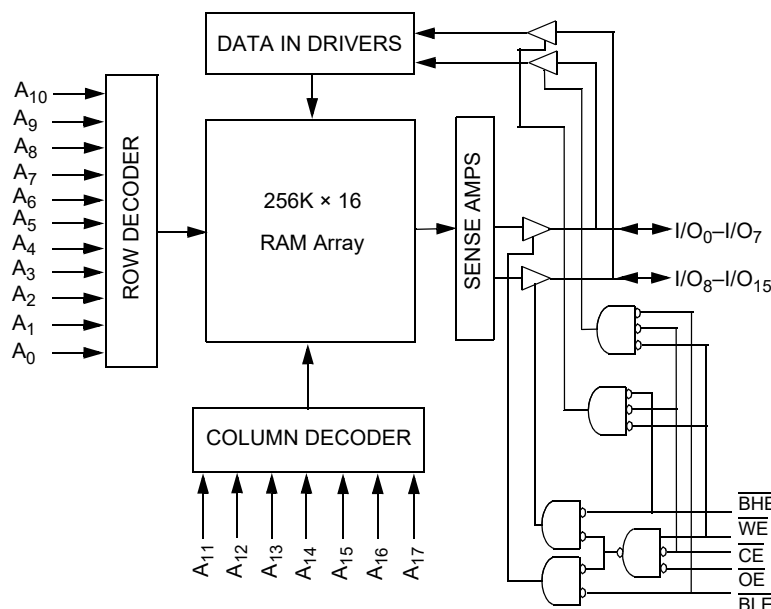 DATA IN DRIVERS
A10
A9
A8
A7
A6
A5
A4
A3
A2
A1
A0
ROW DECODER
256K × 16
RAM Array
SENSE AMPS
I/O0–I/O7
I/O8–I/O15
COLUMN DECODER
A11
A12
A13
A14
A15
A16
A17
BHE
WE
CE
OE
BLE